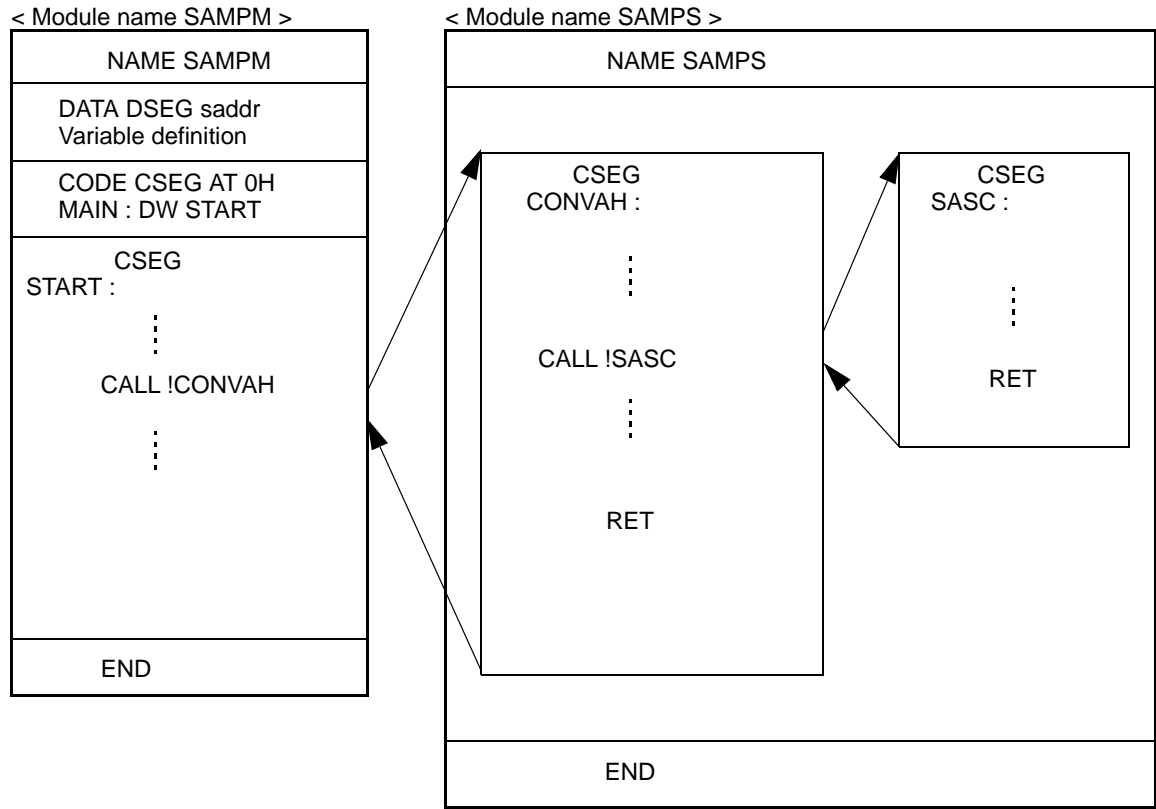 < Module name SAMPM >
NAME SAMPM
DATA DSEG saddr
Variable definition
CODE CSEG AT 0H
MAIN : DW START
CSEG
START :
CALL !CONVAH
END
< Module name SAMPS >
NAME SAMPS
CSEG
CONVAH :
CALL !SASC
RET
CSEG
SASC :
RET
END